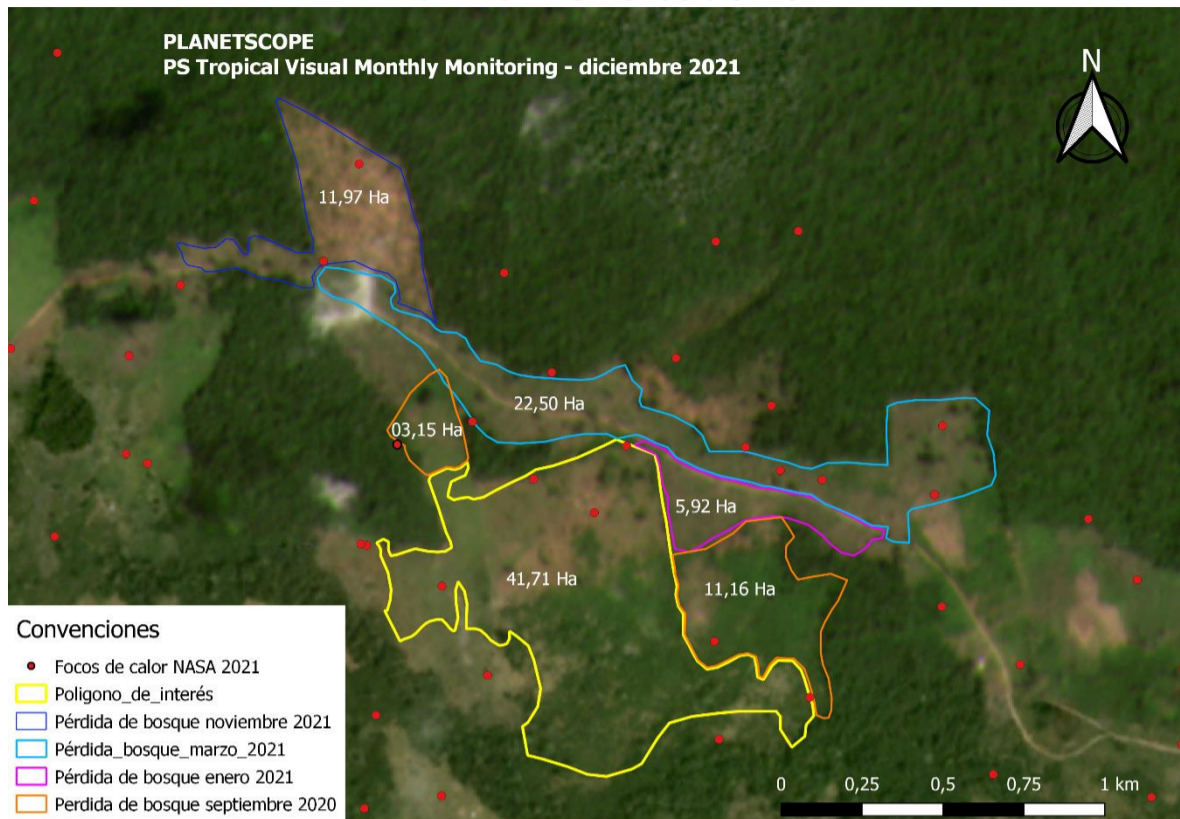 PLANETSCOPE
PS Tropical Visual Monthly Monitoring - diciembre 2021
N
11,97 Ha
22,50 Ha
03,15 Ha
5,92 Ha
41,71 Ha
11,16 Ha
Convenciones
Focos de calor NASA 2021
Poligono_de_interés
Pérdida de bosque noviembre 2021
Pérdida_bosque_marzo_2021
Pérdida de bosque enero 2021
Perdida de bosque septiembre 2020
0 0,25 0,5 0,75 1 km